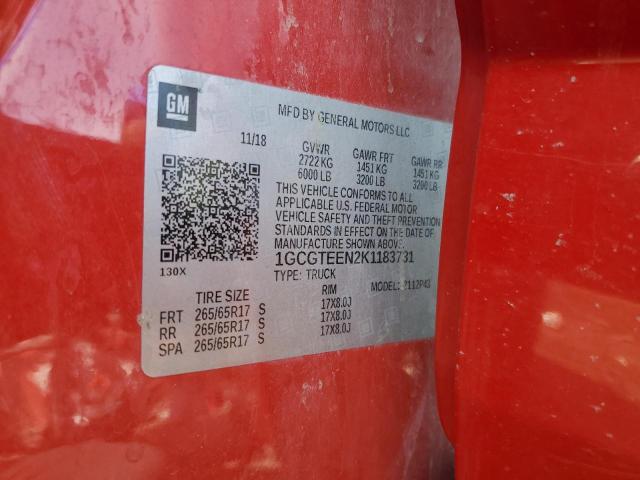 GM
MFD BY GENERAL MOTORS LLC
11/18
GVWR GAWR FRT GAWR RR
2722 KG 1451 KG 1451 KG
6000 LB 3200 LB 3200 LB
THIS VEHICLE CONFORMS TO ALL
APPLICABLE U.S. FEDERAL MOTOR
VEHICLE SAFETY AND THEFT PREVENTION
STANDARDS IN EFFECT ON THE DATE OF
MANUFACTURE SHOWN ABOVE.
1GCGTEEN2K1183731
130X
TYPE: TRUCK MODEL:
TIRE SIZE RIM
FRT 265/65R17 S 17X8.0J
RR 265/65R17 S 17X8.0J
SPA 265/65R17 S 17X8.0J